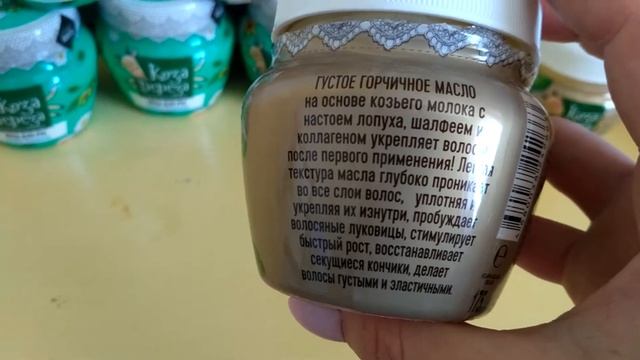 ГУСТОЕ ГОРЧИЧНОЕ МАСЛО
на основе козьего молока с
настоем лопуха, шалфеем и
коллагеном укрепляет волосы
после первого применения! Легкая
текстура масла глубоко проникает
во все слои волос, уплотняя и
укрепляя их изнутри, пробуждает
волосяные луковицы, стимулирует
быстрый рост, восстанавливает
секущиеся кончики, делает
волосы густыми и эластичными.
Коза
Дереза